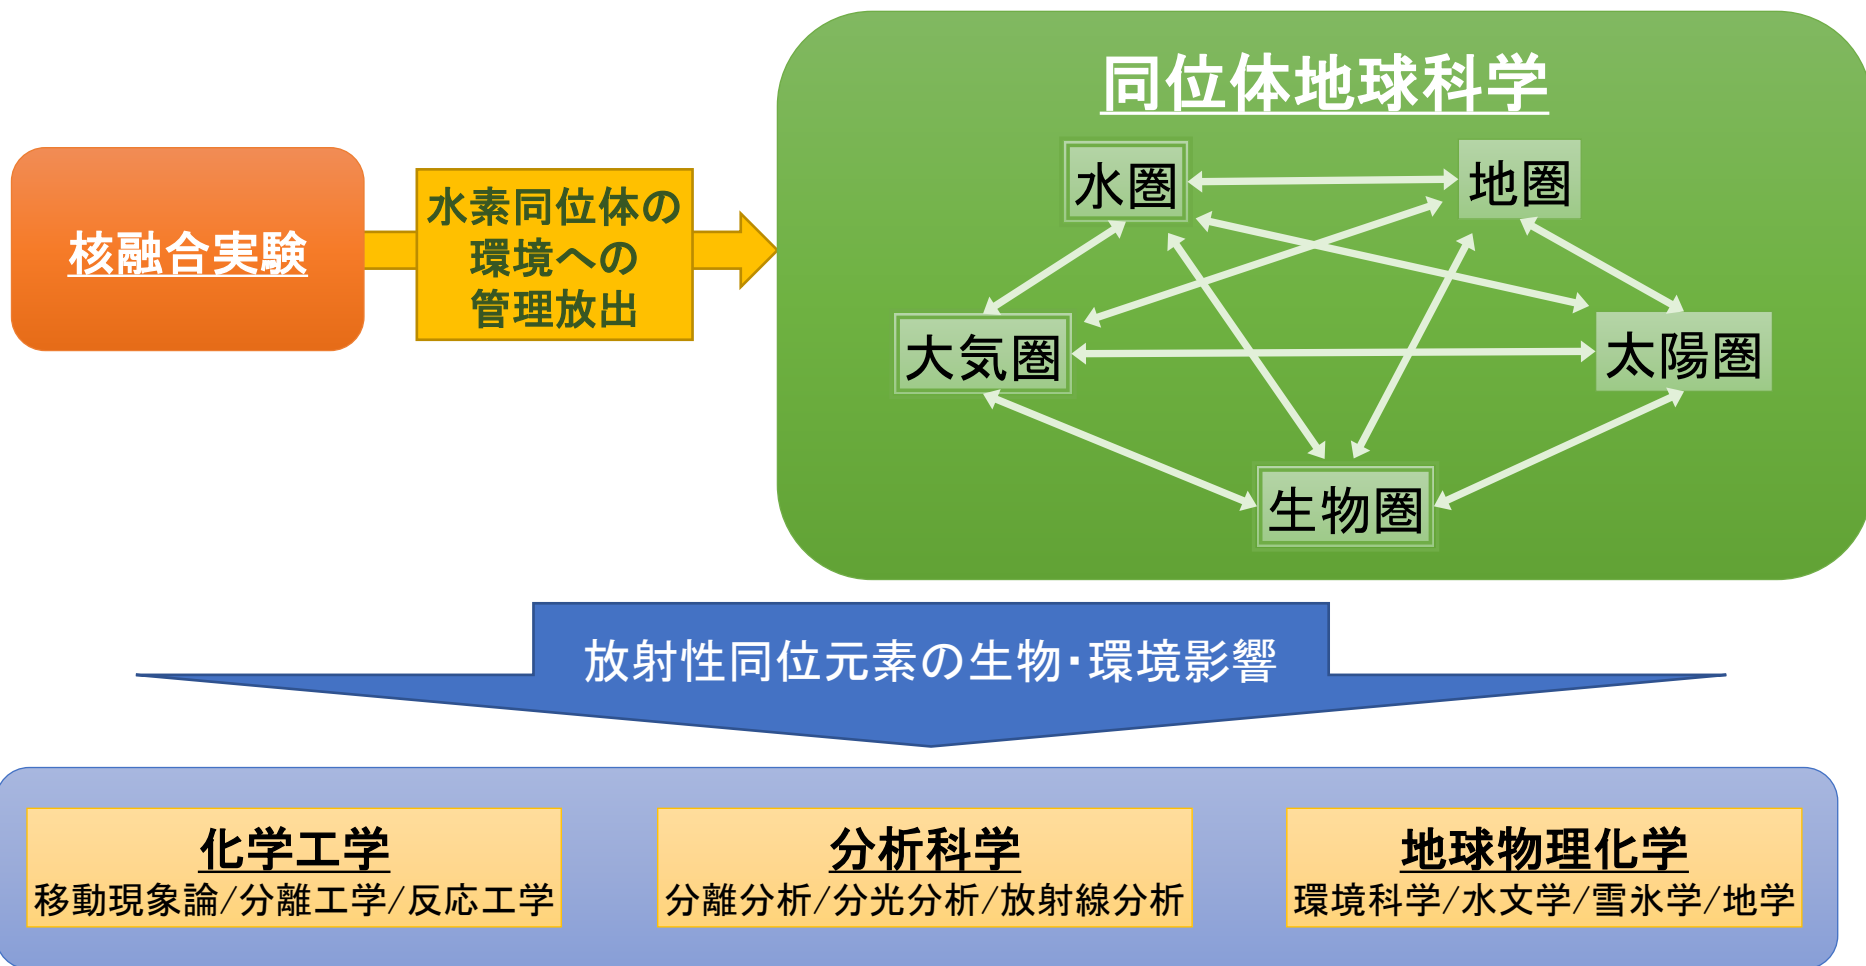 同位体地球科学
水圏
地圏
核融合実験
水素同位体の
環境への
管理放出
大気圏
太陽圏
生物圏
放射性同位元素の生物・環境影響
化学工学
移動現象論/分離工学/反応工学
分析科学
分離分析/分光分析/放射線分析
地球物理化学
環境科学/水文学/雪氷学/地学